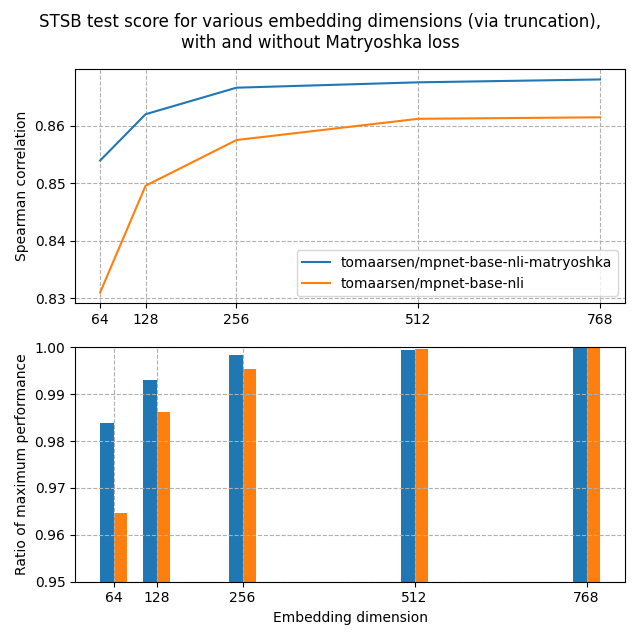 STSB test score for various embedding dimensions (via truncation),
with and without Matryoshka loss
Spearman correlation
0.86
0.85
0.84
0.83
tomaarsen/mpnet-base-nli-matryoshka
tomaarsen/mpnet-base-nli
64 128 256 512 768
Ratio of maximum performance
1.00
0.99
0.98
0.97
0.96
0.95
64 128 256 512 768
Embedding dimension